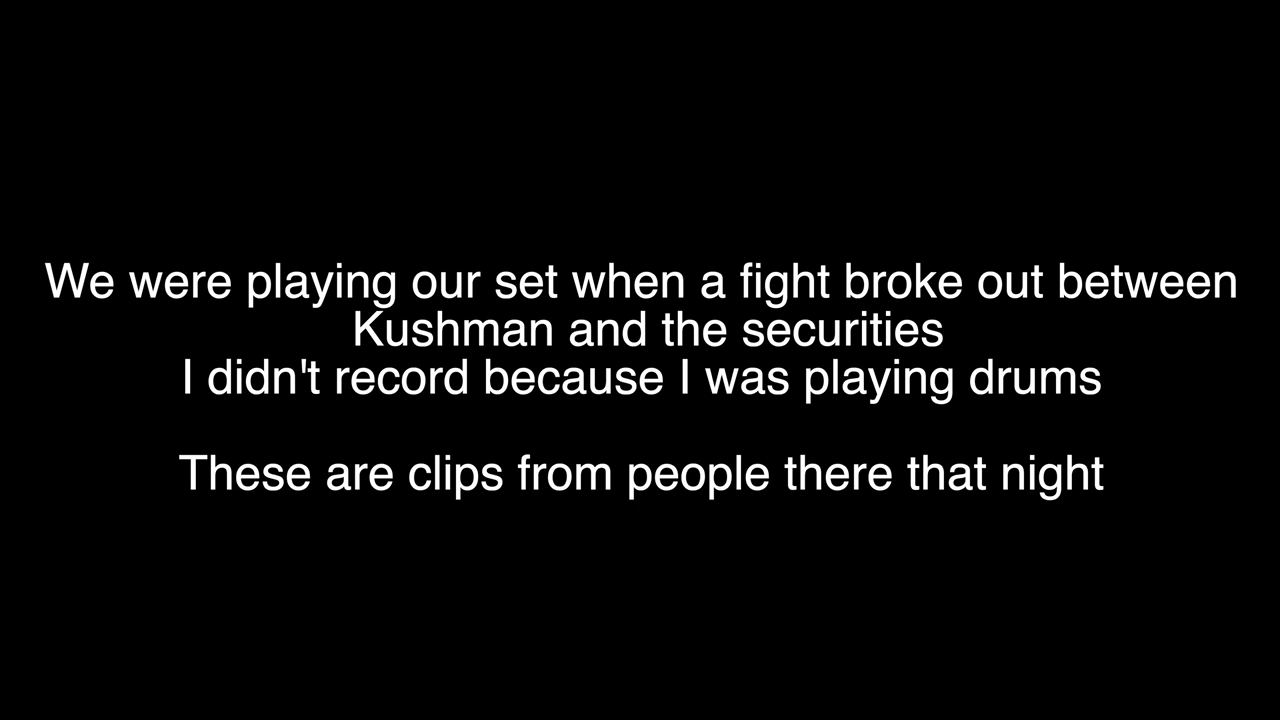 We were playing our set when a fight broke out between
Kushman and the securities
I didn't record because I was playing drums
These are clips from people there that night